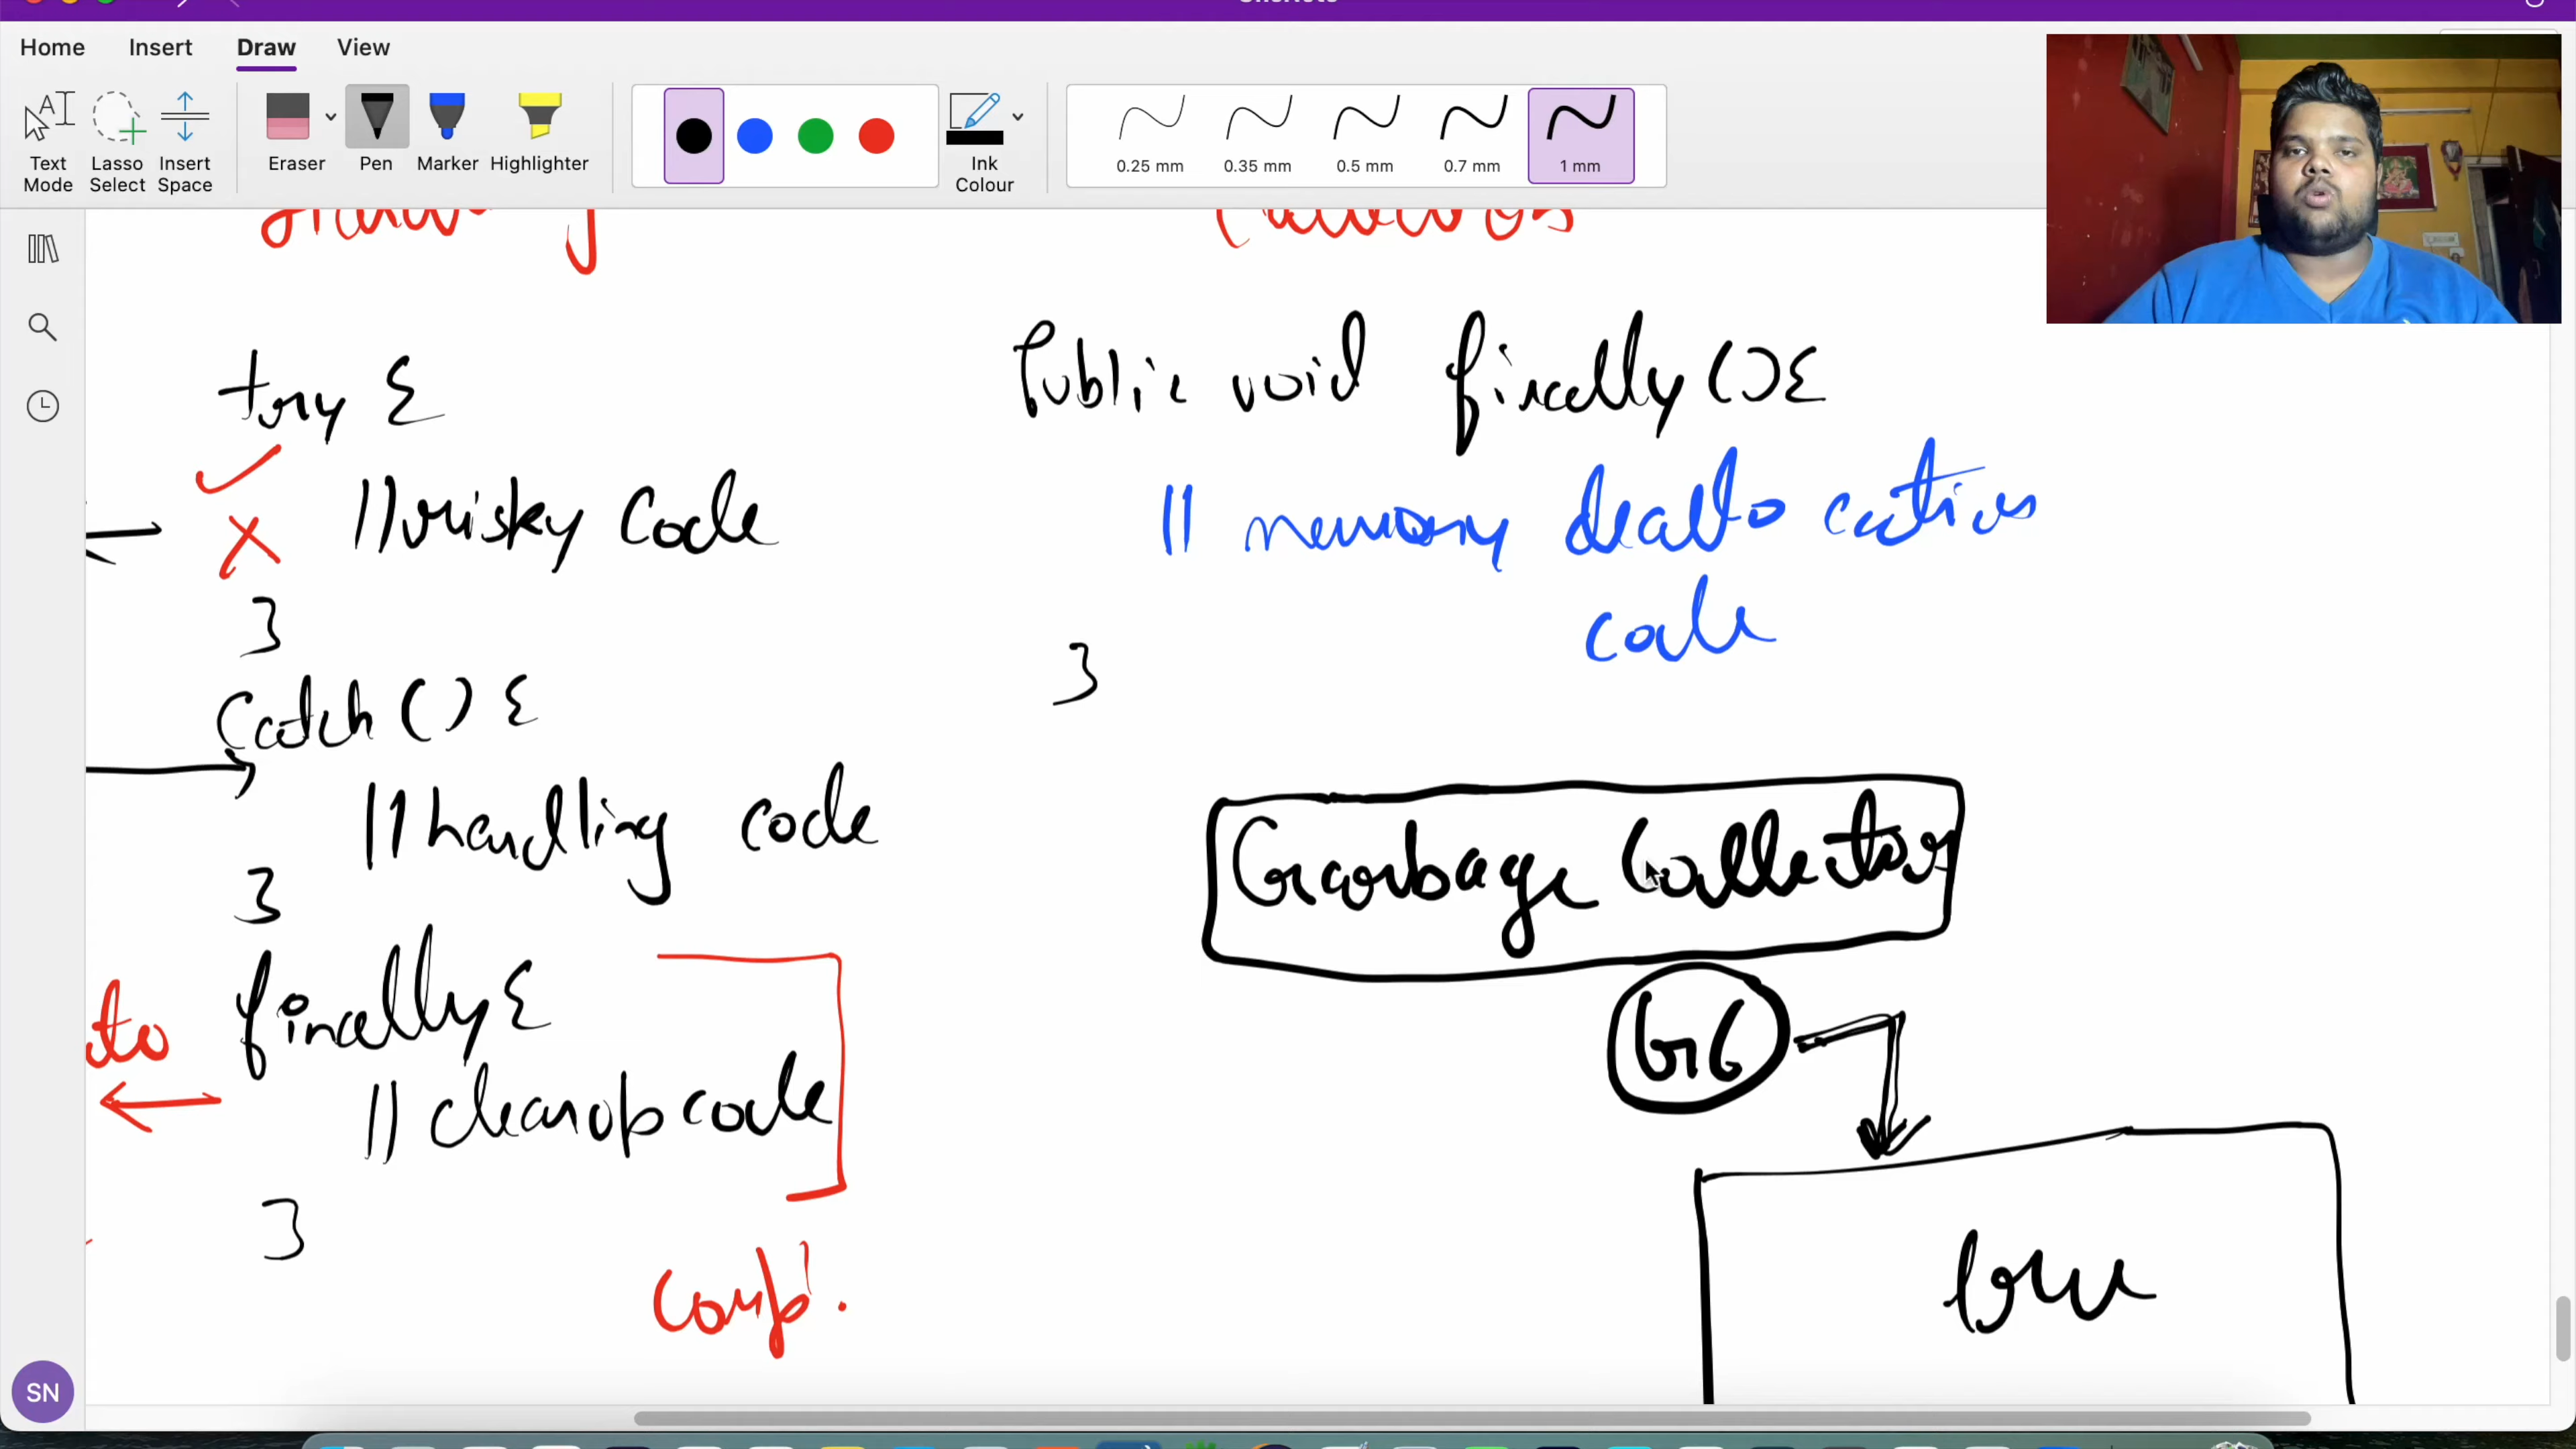 Home Insert Draw View
Text Mode
Lasso Select
Insert Space
Eraser
Pen
Marker
Highlighter
Ink Colour
0.25 mm
0.35 mm
0.5 mm
0.7 mm
1 mm
try {
//risky Code
}
Catch () {
//handling code
}
to
finally {
// cleanup code
}
Public void finally () {
// memory deallocation
code
}
Garbage Collector
GC
low
SN